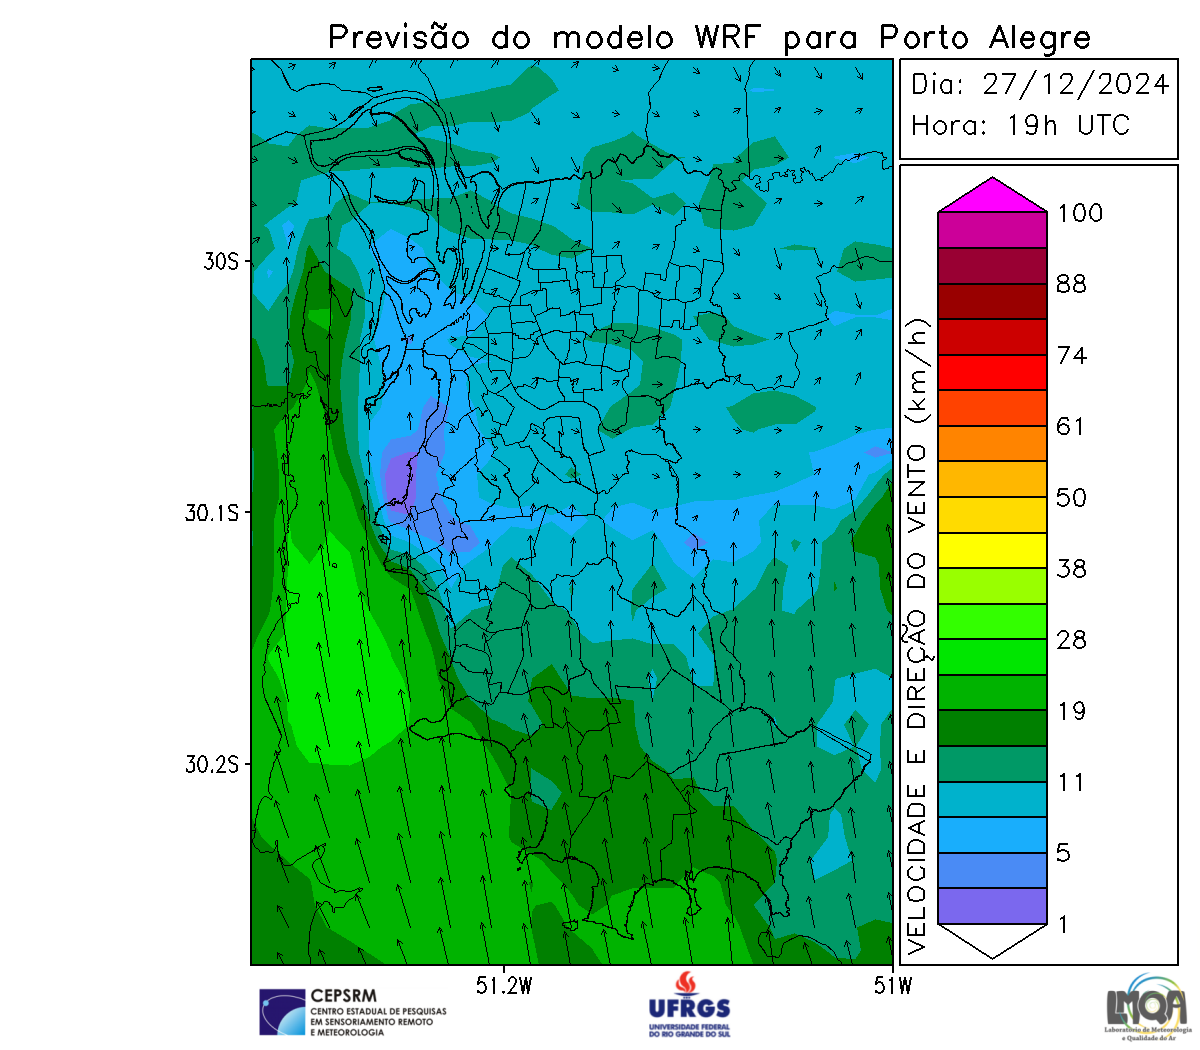 Previsão do modelo WRF para Porto Alegre
Dia: 27/12/2024
Hora: 19h UTC
100
88
74
61
50
38
28
19
11
5
1
VELOCIDADE E DIREÇÃO DO VENTO (km/h)
30S
30.1S
30.2S
51.2W
51W
CEPSRM
CENTRO ESTADUAL DE PESQUISAS
EM SENSORIAMENTO REMOTO
E METEOROLOGIA
UFRGS
UNIVERSIDADE FEDERAL
DO RIO GRANDE DO SUL
LMQA
Laboratório de Meteorologia
e Qualidade do Ar